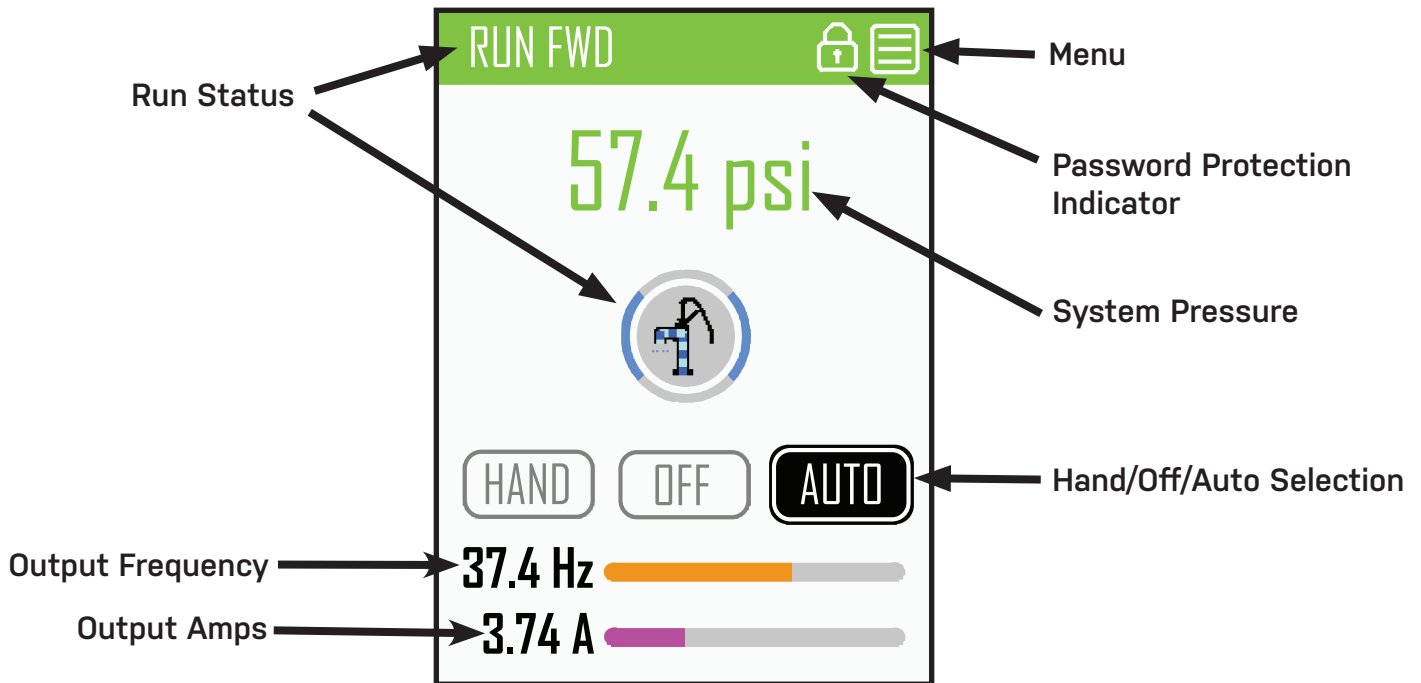 RUN FWD
Menu
Run Status
57.4 psi
Password Protection
Indicator
System Pressure
HAND
OFF
AUTO
Hand/Off/Auto Selection
Output Frequency
37.4 Hz
Output Amps
3.74 A